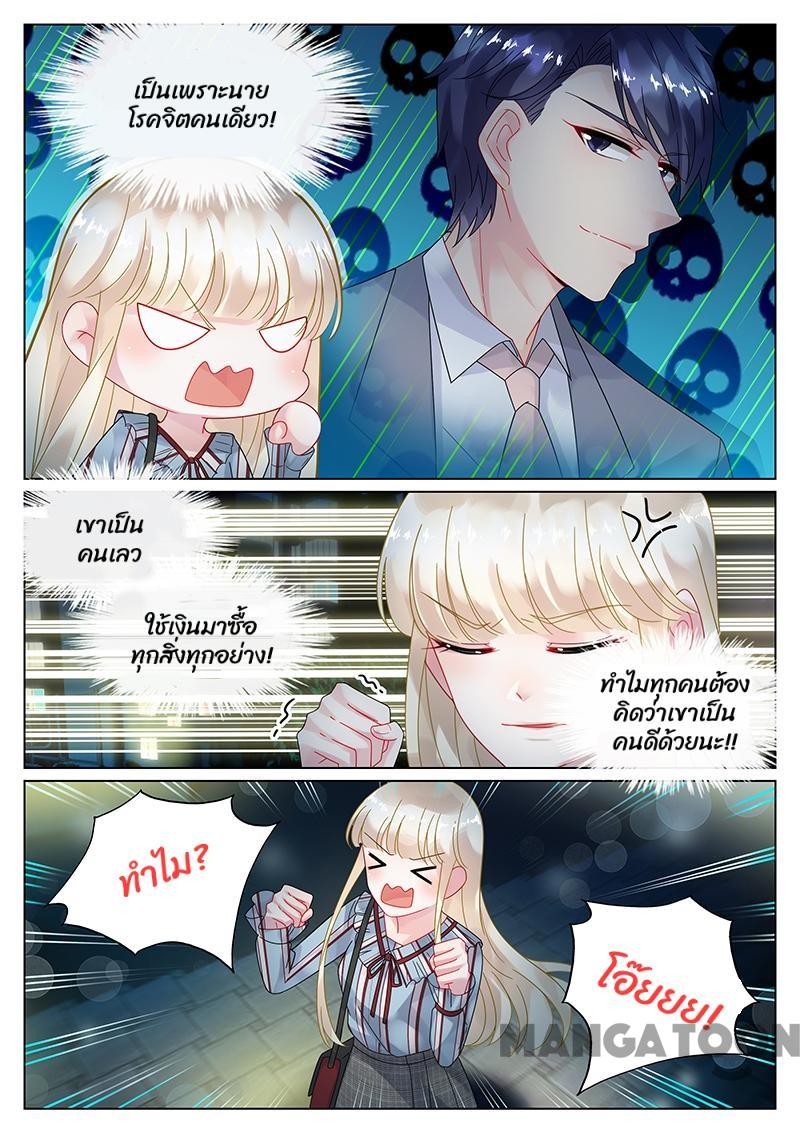 เป็นเพราะนาย
โรคจิตคนเดียว!
เขาเป็น
คนเลว
ใช้เงินมาซื้อ
ทุกสิ่งทุกอย่าง!
ทำไมทุกคนต้อง
คิดว่าเขาเป็น
คนดีด้วยนะ!!
ทำไม?
โอ๊ยยย!
MANGATOON